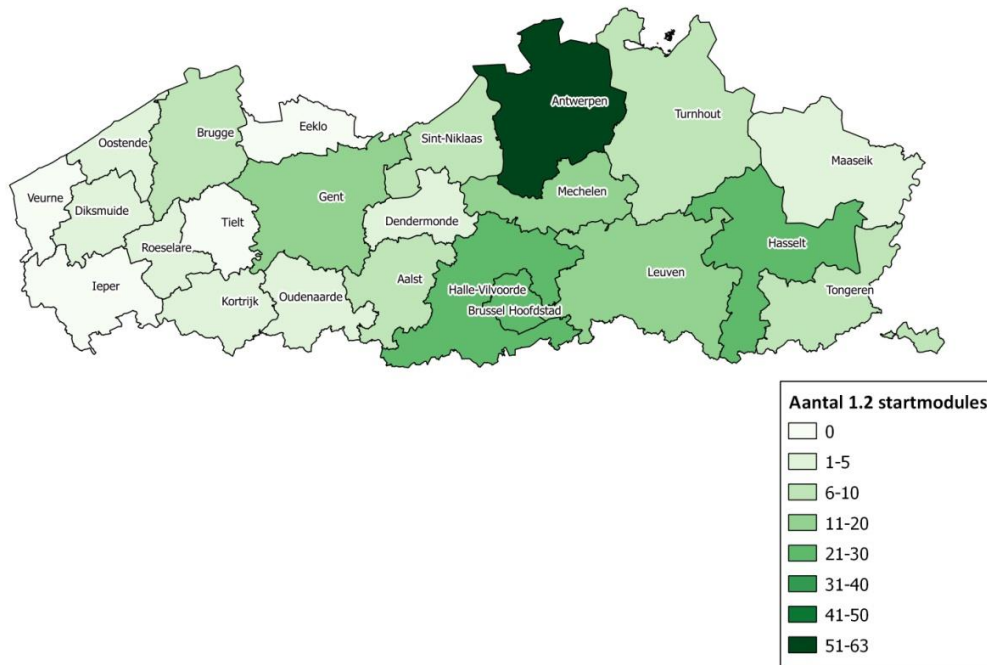 Antwerpen
Turnhout
Eeklo
Brugge
Sint-Niklaas
Oostende
Maaseik
Mechelen
Veurne
Gent
Diksmuide
Tielt
Dendermonde
Roeselare
Hasselt
Leuven
Aalst
Ieper
Halle-Vilvoorde
Tongeren
Kortrijk
Oudenaarde
Brussel Hoofdstad
Aantal 1.2 startmodules
0
1-5
6-10
11-20
21-30
31-40
41-50
51-63